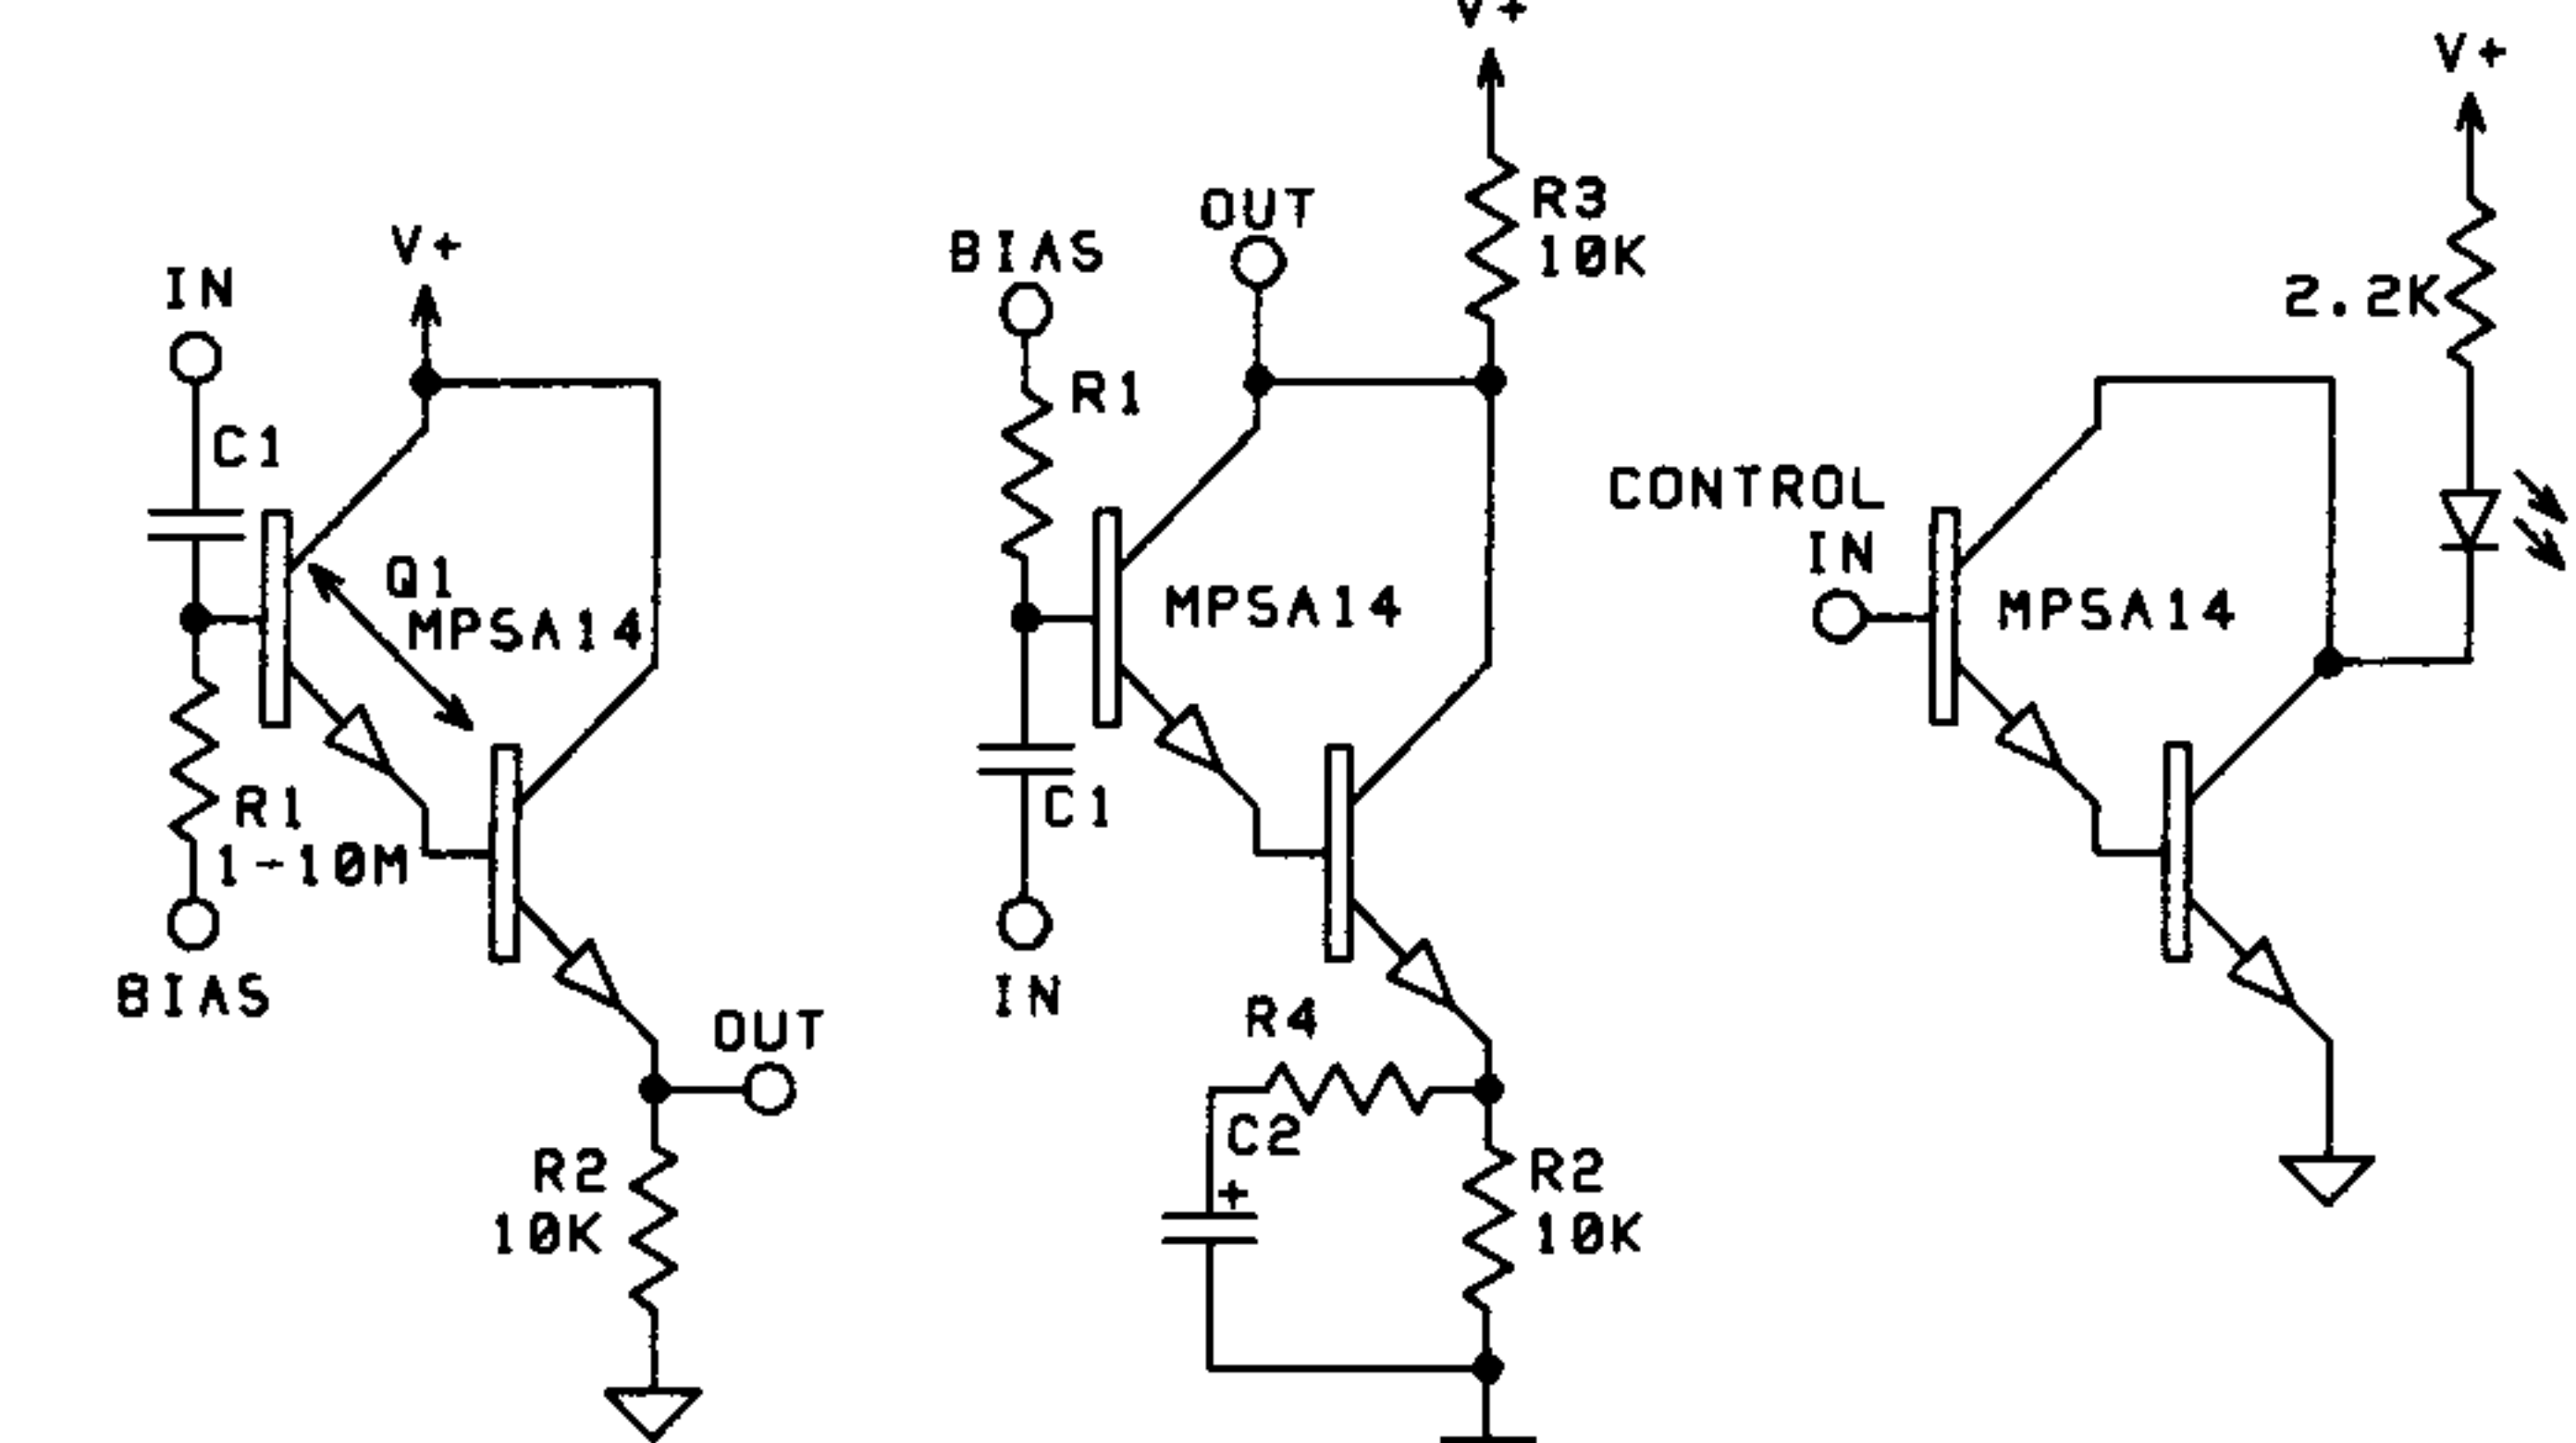 V+
IN
C1
Q1
MPSA14
R1
1-10M
BIAS
OUT
R2
10K
V+
R3
10K
OUT
BIAS
R1
MPSA14
C1
IN
R4
C2
+
R2
10K
V+
2.2K
CONTROL
IN
MPSA14